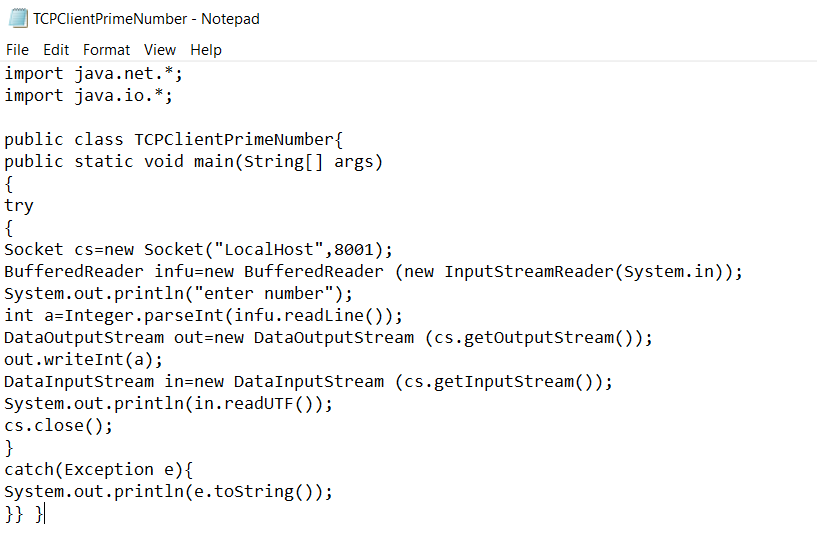 TCPClientPrimeNumber - Notepad
File Edit Format View Help
import java.net.*;
import java.io.*;

public class TCPClientPrimeNumber{
public static void main(String[] args)
{
try
{
Socket cs=new Socket("LocalHost",8001);
BufferedReader infu=new BufferedReader (new InputStreamReader(System.in));
System.out.println("enter number");
int a=Integer.parseInt(infu.readLine());
DataOutputStream out=new DataOutputStream (cs.getOutputStream());
out.writeInt(a);
DataInputStream in=new DataInputStream (cs.getInputStream());
System.out.println(in.readUTF());
cs.close();
}
catch(Exception e){
System.out.println(e.toString());
}} }